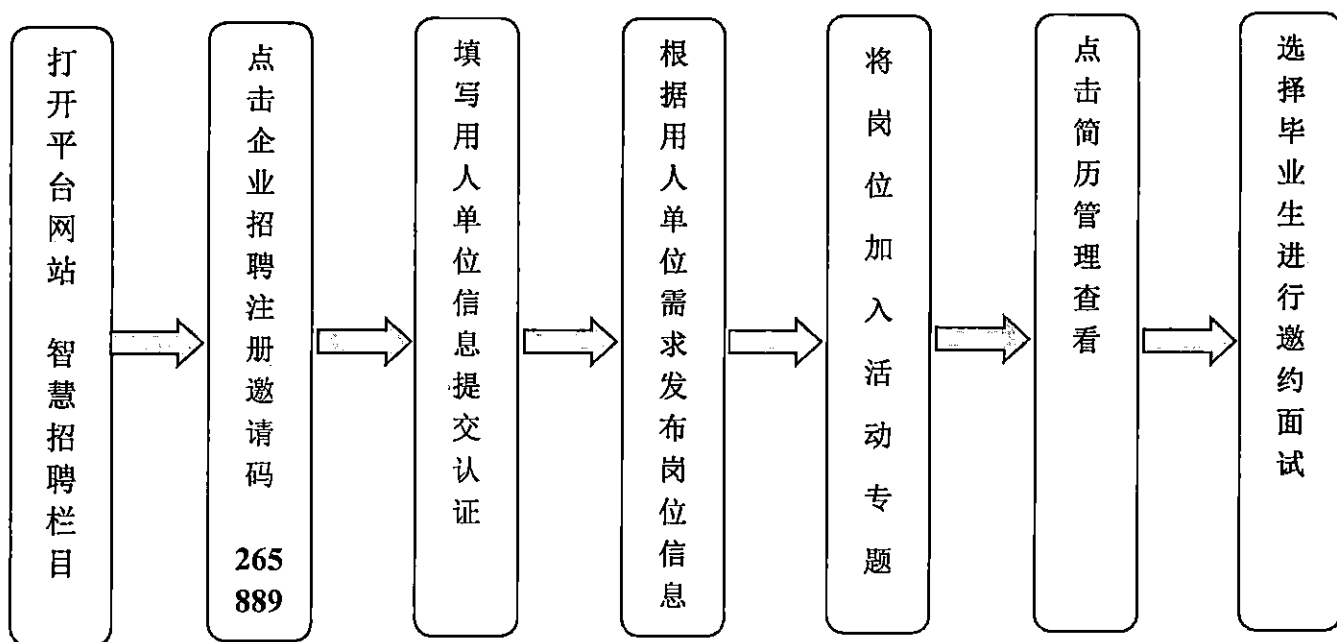 打开平台网站 智慧招聘栏目
点击企业招聘注册邀请码 265
889
填写用人单位信息提交认证
根据用人单位需求发布岗位信息
将岗位加入活动专题
点击简历管理查看
选择毕业生进行邀约面试